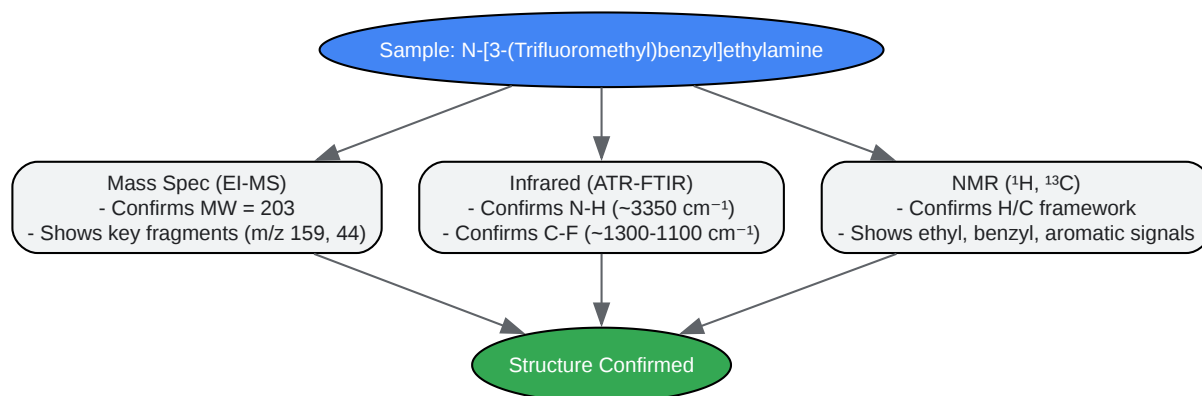 Sample: N-[3-(Trifluoromethyl)benzyl]ethylamine
Mass Spec (EI-MS)
- Confirms MW = 203
- Shows key fragments (m/z 159, 44)
Infrared (ATR-FTIR)
- Confirms N-H (~3350 cm⁻¹)
- Confirms C-F (~1300-1100 cm⁻¹)
NMR (¹H, ¹³C)
- Confirms H/C framework
- Shows ethyl, benzyl, aromatic signals
Structure Confirmed